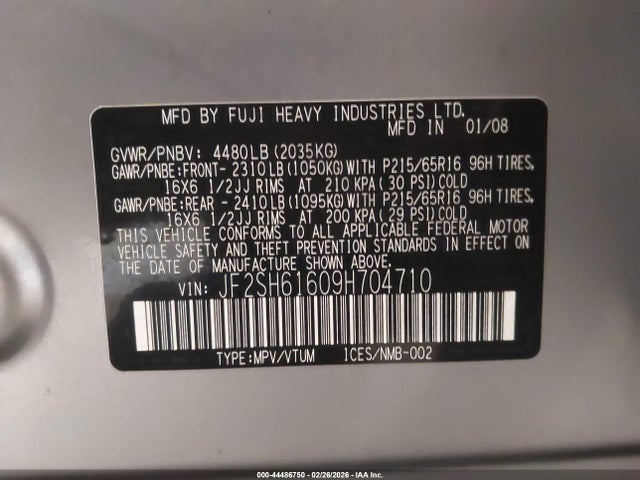 MFD BY FUJI HEAVY INDUSTRIES LTD.
MFD IN 01/08
GVWR/PNBV: 4480LB(2035KG)
GAWR/PNBE:FRONT- 2310LB(1050KG)WITH P215/65R16 96H TIRES,
16X6 1/2JJ RIMS AT 210 KPA(30 PSI)COLD
GAWR/PNBE:REAR - 2410LB(1095KG)WITH P215/65R16 96H TIRES,
16X6 1/2JJ RIMS AT 200 KPA(29 PSI)COLD
THIS VEHICLE CONFORMS TO ALL APPLICABLE FEDERAL MOTOR
VEHICLE SAFETY AND THEFT PREVENTION STANDARDS IN EFFECT ON
THE DATE OF MANUFACTURE SHOWN ABOVE.
VIN: JF2SH61609H704710
TYPE:MPV/VTUM ICES/NMB-002
000-44486750 - 02/26/2026 - IAA Inc.